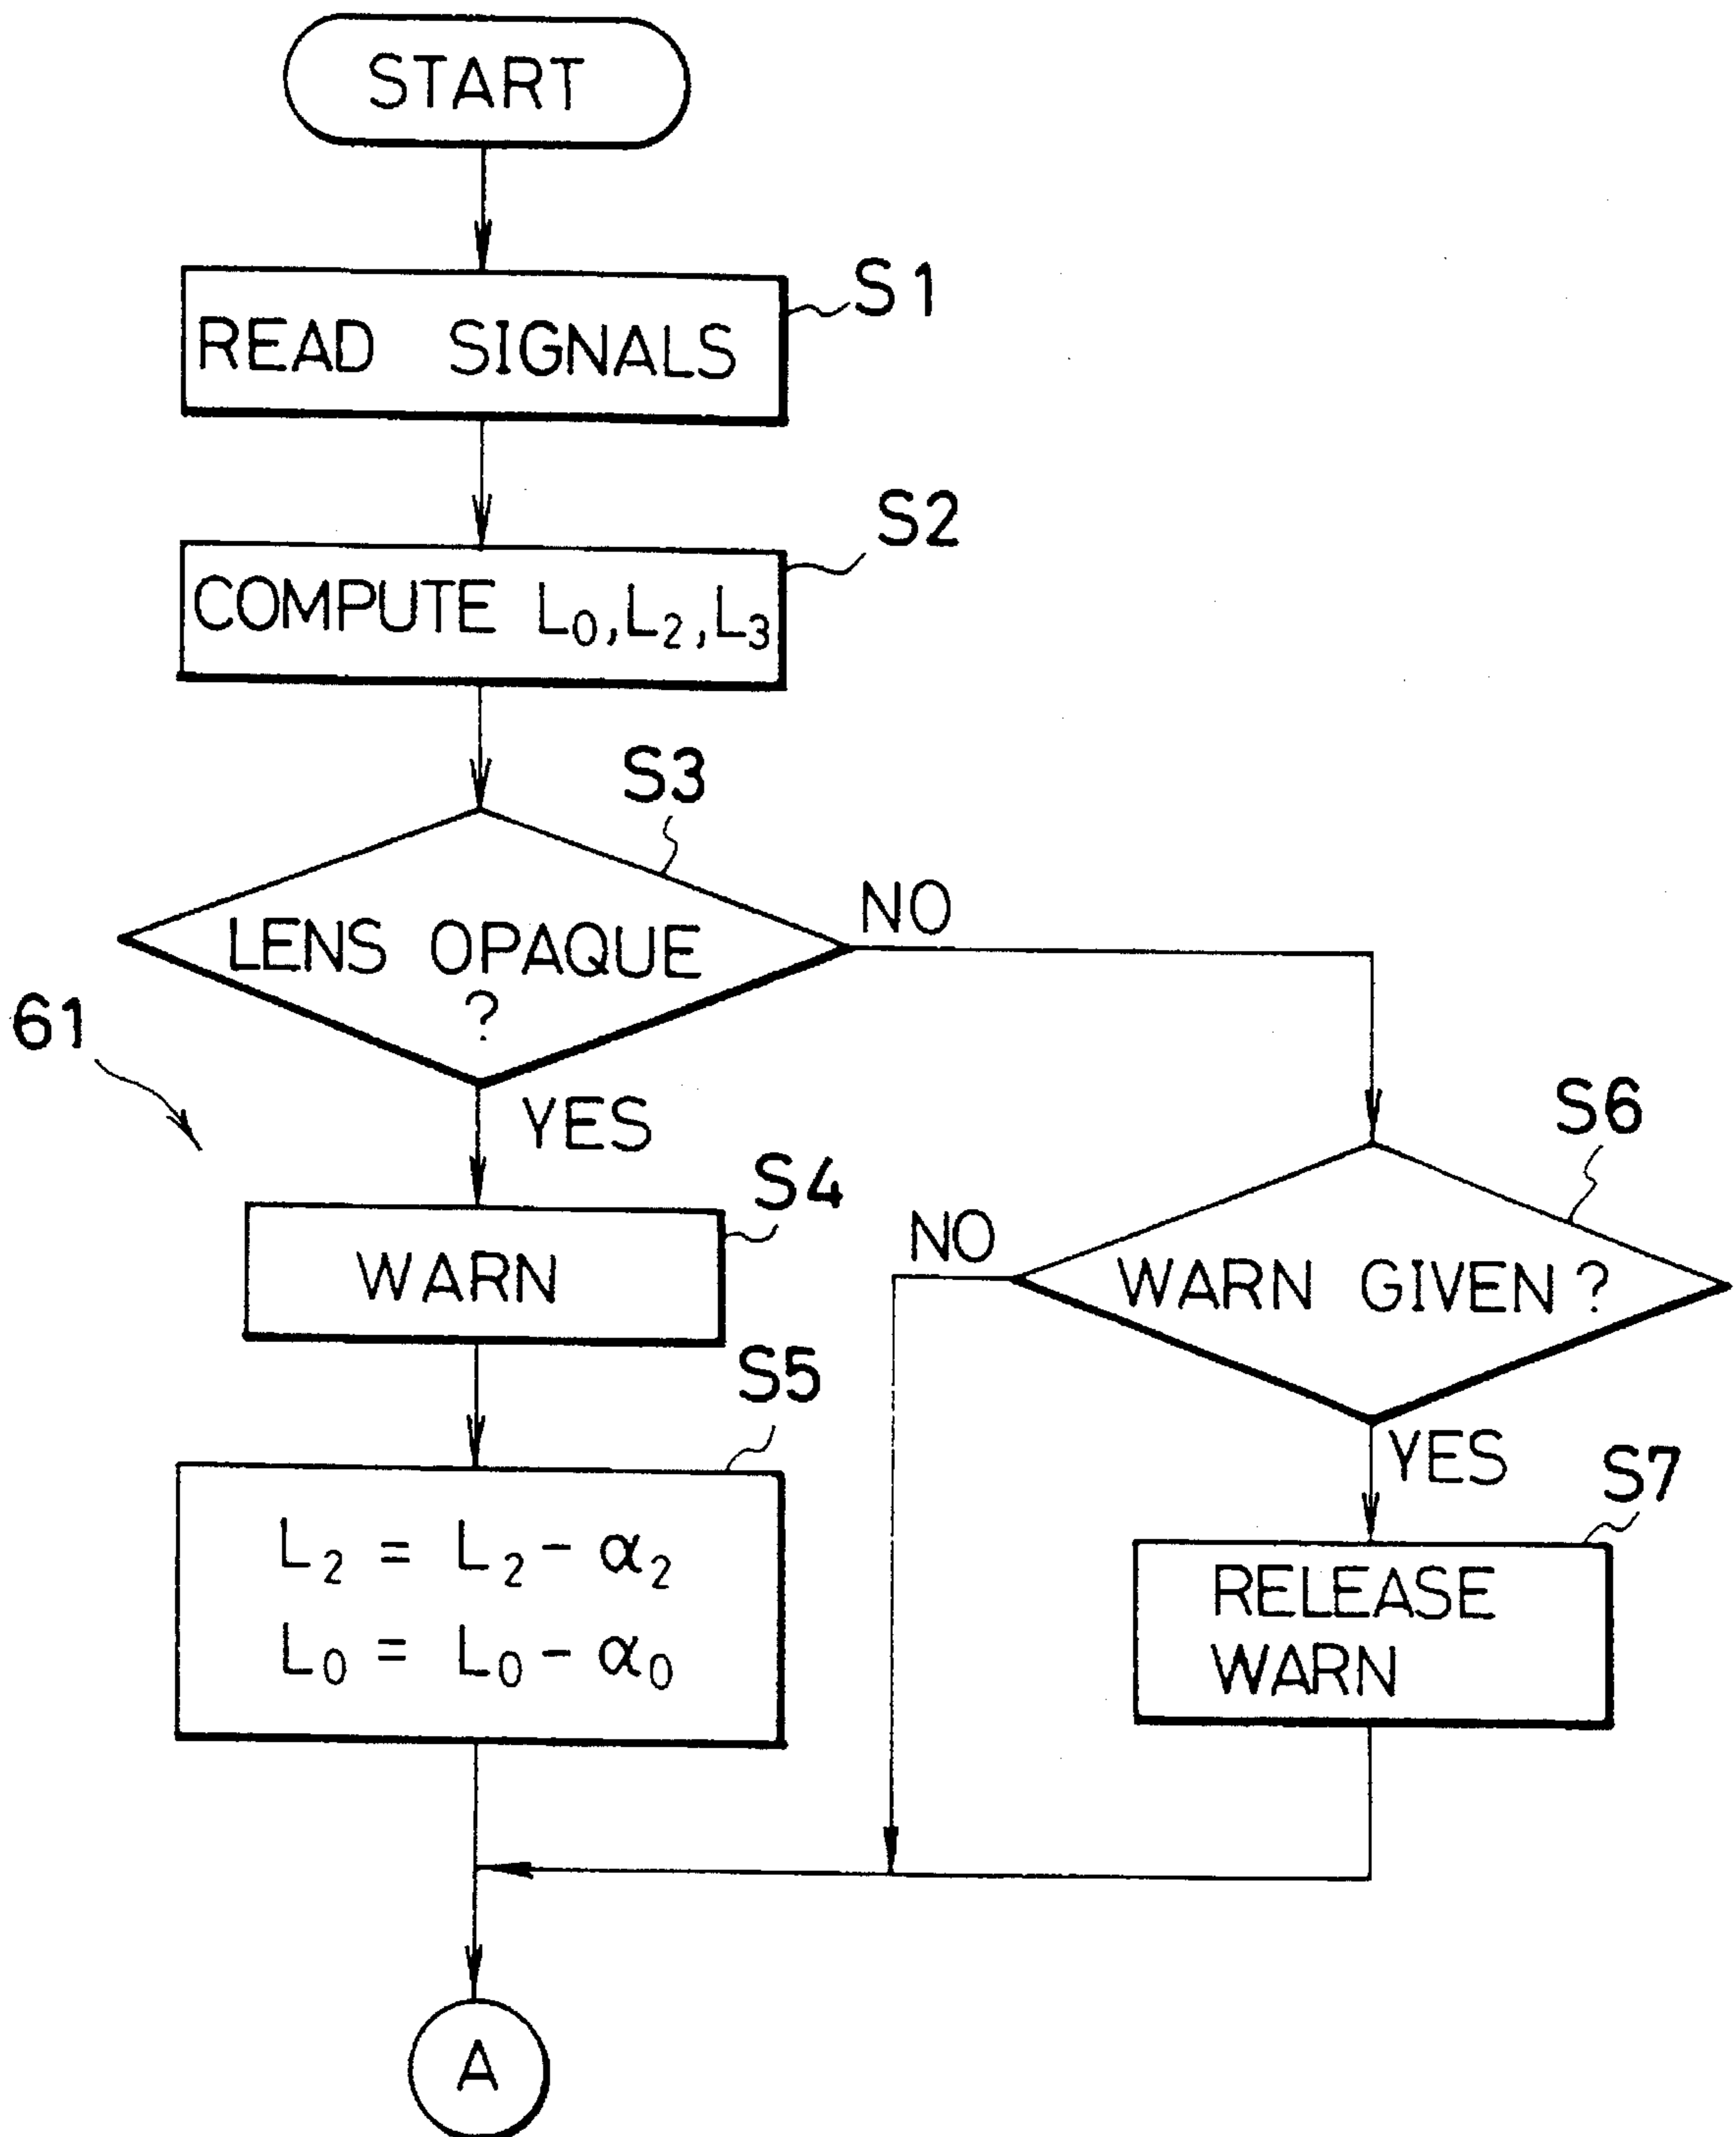 START
S1
READ SIGNALS
S2
COMPUTE L₀,L₂,L₃
S3
LENS OPAQUE
?
NO
61
YES
S4
WARN
S5
L₂ = L₂ - α₂
L₀ = L₀ - α₀
S6
WARN GIVEN ?
NO
YES
S7
RELEASE
WARN
A